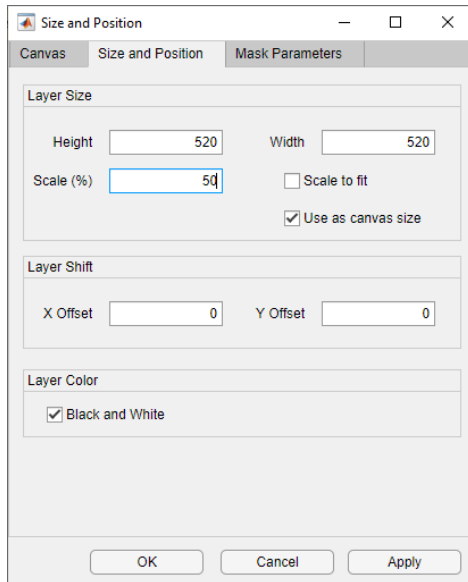 Size and Position
Canvas Size and Position Mask Parameters
Layer Size
Height 520 Width 520
Scale (%) 50 Scale to fit
Use as canvas size
Layer Shift
X Offset 0 Y Offset 0
Layer Color
Black and White
OK Cancel Apply